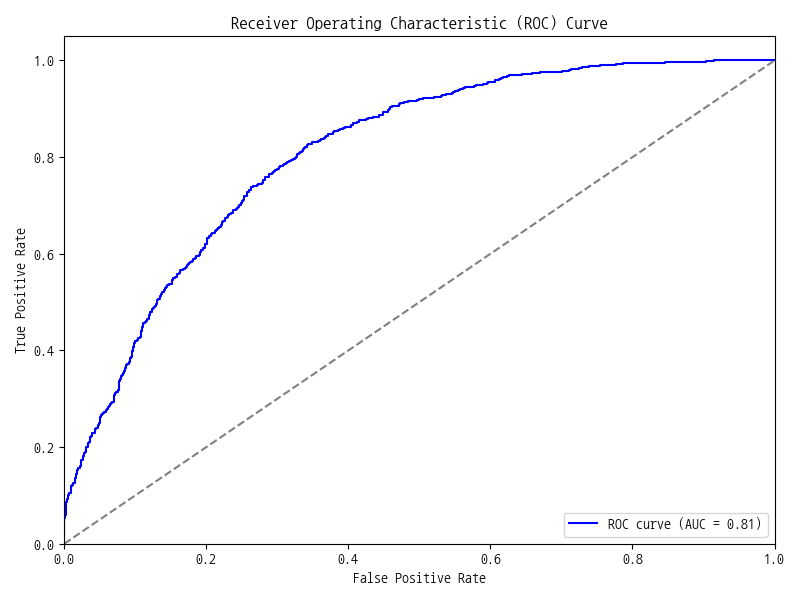 Receiver Operating Characteristic (ROC) Curve
1.0
0.8
0.6
0.4
0.2
0.0
True Positive Rate
ROC curve (AUC = 0.81)
0.0 0.2 0.4 0.6 0.8 1.0
False Positive Rate